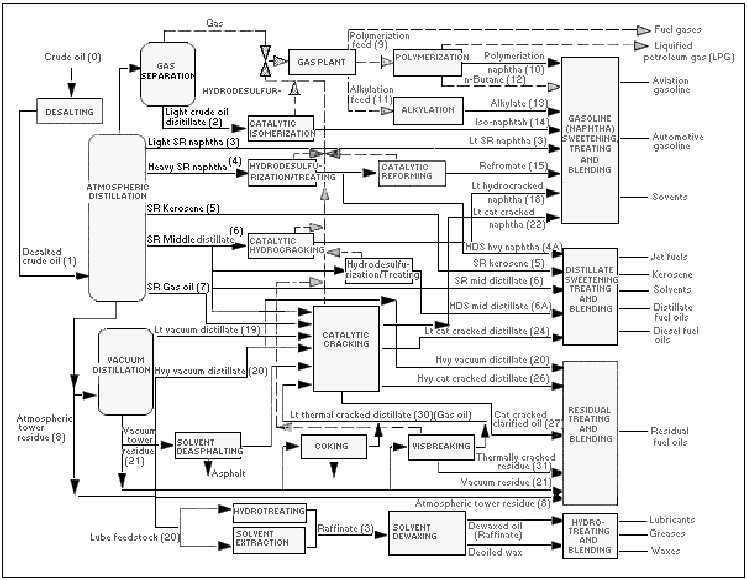 Gas
Fuel gases
Crude oil (0)
GAS
SEPARATION
GAS PLANT
Polymerization
feed (9)
POLYMERIZATION
Polymerization
naphtha (10)
n-Butane (12)
Liquified
petroleum gas (LPG)
DESALTING
HYDRODESULFUR-
Alkylation
feed (11)
ALKYLATION
Alkylate (13)
GASOLINE
(NAPHTHA)
SWEETENING,
TREATING
AND
BLENDING
Aviation
gasoline
Light crude oil
distillate (2)
CATALYTIC
ISOMERIZATION
Iso-naphtah (14)
Automotive
gasoline
Light SR naphtha (3)
Lt SR naphtha (3)
Heavy SR naphtha (4)
HYDRODESULFU-
RIZATION/TREATING
CATALYTIC
REFORMING
Refromate (15)
ATMOSPHERIC
DISTILLATION
Lt hydrocracked
naphtha (18)
Sovents
SR Kerosene (5)
Lt cat cracked
naphtha (22)
SR Middle distillate (6)
CATALYTIC
HYDROCRACKING
HDS hvy naphtha (4A)
Jet fuels
Desalted
crude oil (1)
Hydrodesulfu-
rization/Treating
SR kerosene (5)
DISTILLATE
SWEETENING
TREATING
AND
BLENDING
Kerosene
SR Gas oil (7)
SR mid distillate (6)
Solvents
HDS mid distillate (6A)
Distillate
fuel oils
Lt vacuum distillate (19)
CATALYTIC
CRACKING
Lt cat cracked distillate (24)
Diesel fuel
oils
VACUUM
DISTILLATION
Hvy vacuum distillate (20)
Hvy vacuum distillate (20)
Hvy cat cracked distillate (26)
RESIDUAL
TREATING
AND
BLENDING
Residual
fuel oils
Lt thermal cracked distillate (30)(Gas oil)
Cat cracked
clarified oil (27
Atmospheric
tower
residue (8)
Vacuum
tower
residue
(21)
SOLVENT
DEASPHALTING
COKING
VISBREAKING
Asphalt
Thermally cracked
residue (31)
Vacuum residue (21)
Atmospheric tower residue (8)
HYDROTREATING
Lube feedstock (20)
SOLVENT
EXTRACTION
Raffinate (3)
SOLVENT
DEWAXING
Dewaxed oil
(Raffinate)
Deoiled wax
HYDRO-
TREATING
AND
BLENDING
Lubricants
Greases
Waxes